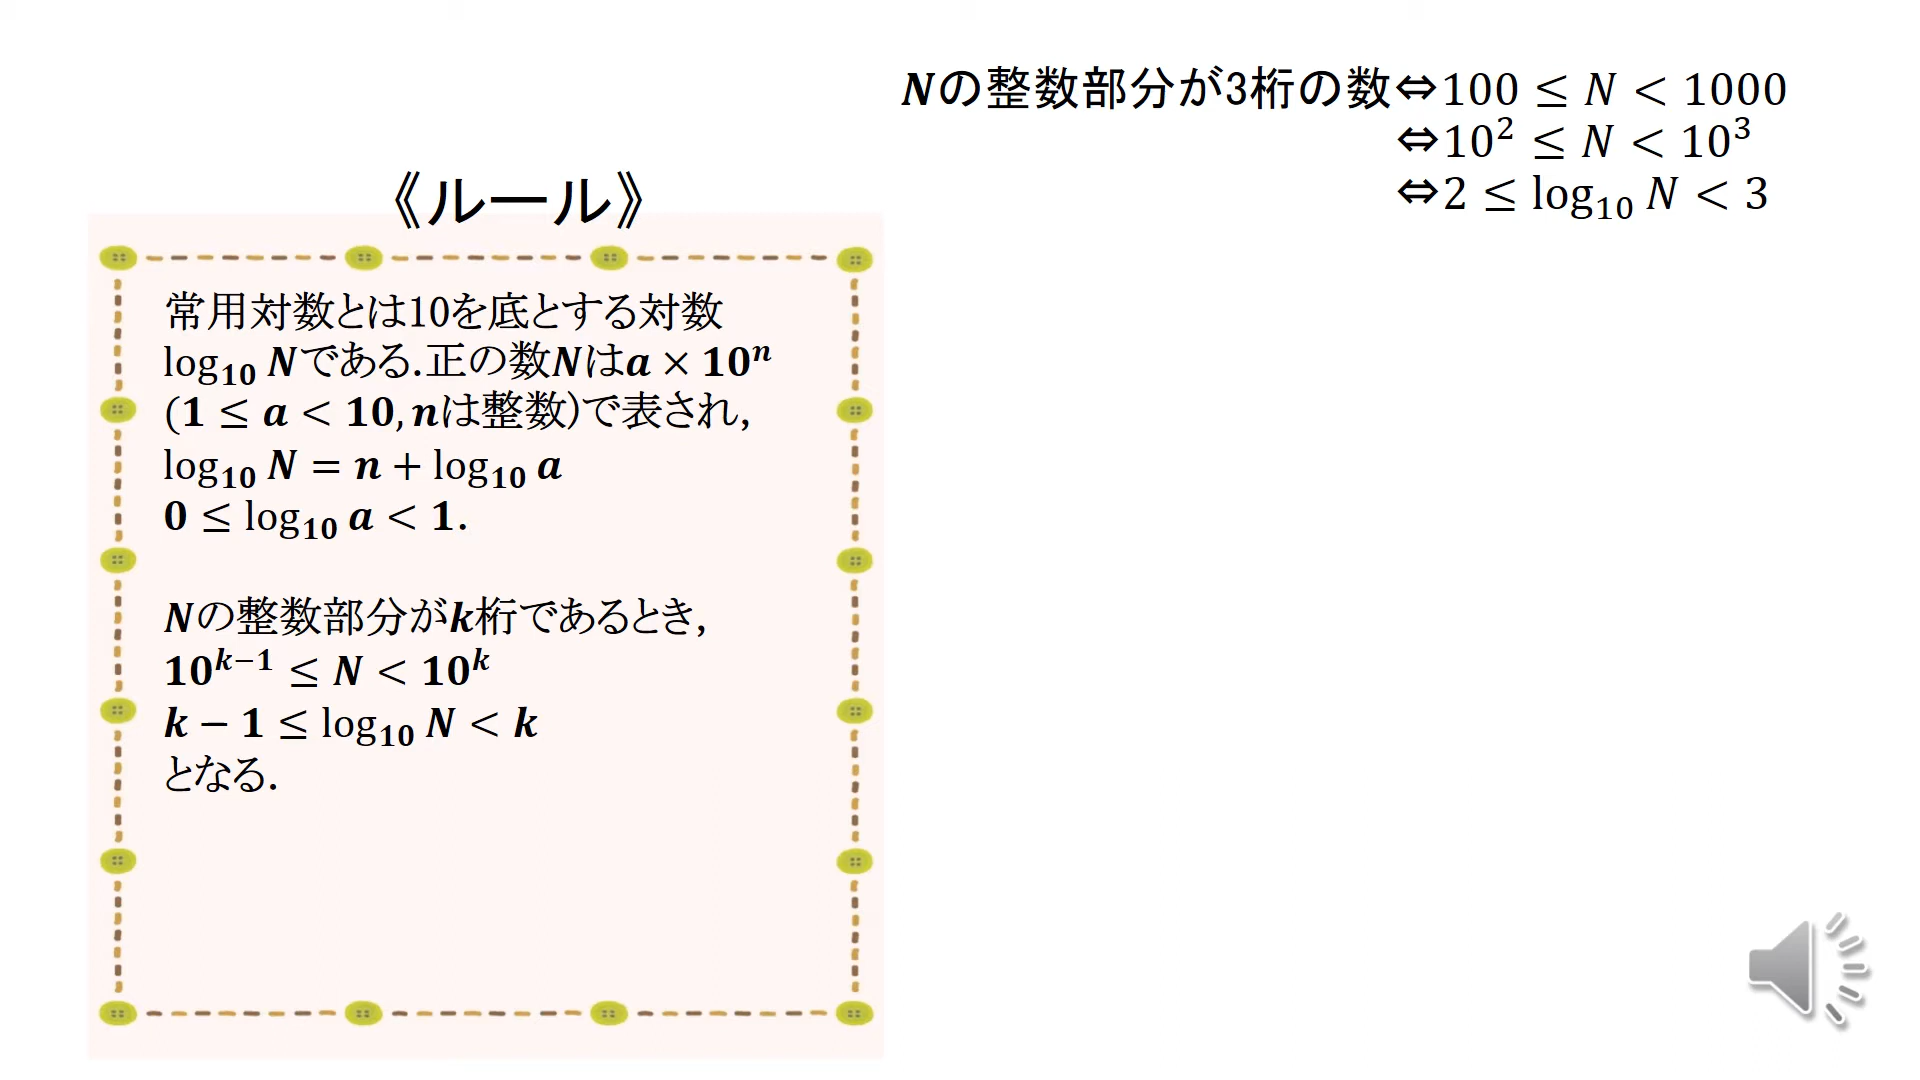 Nの整数部分が3桁の数⇔100 ≤ N < 1000
⇔10² ≤ N < 10³
⇔2 ≤ log₁₀ N < 3
《ルール》
常用対数とは10を底とする対数
log₁₀ Nである.正の数Nはa × 10ⁿ
(1 ≤ a < 10, nは整数)で表され,
log₁₀ N = n + log₁₀ a
0 ≤ log₁₀ a < 1.
Nの整数部分がk桁であるとき,
10ᵏ⁻¹ ≤ N < 10ᵏ
k − 1 ≤ log₁₀ N < k
となる.